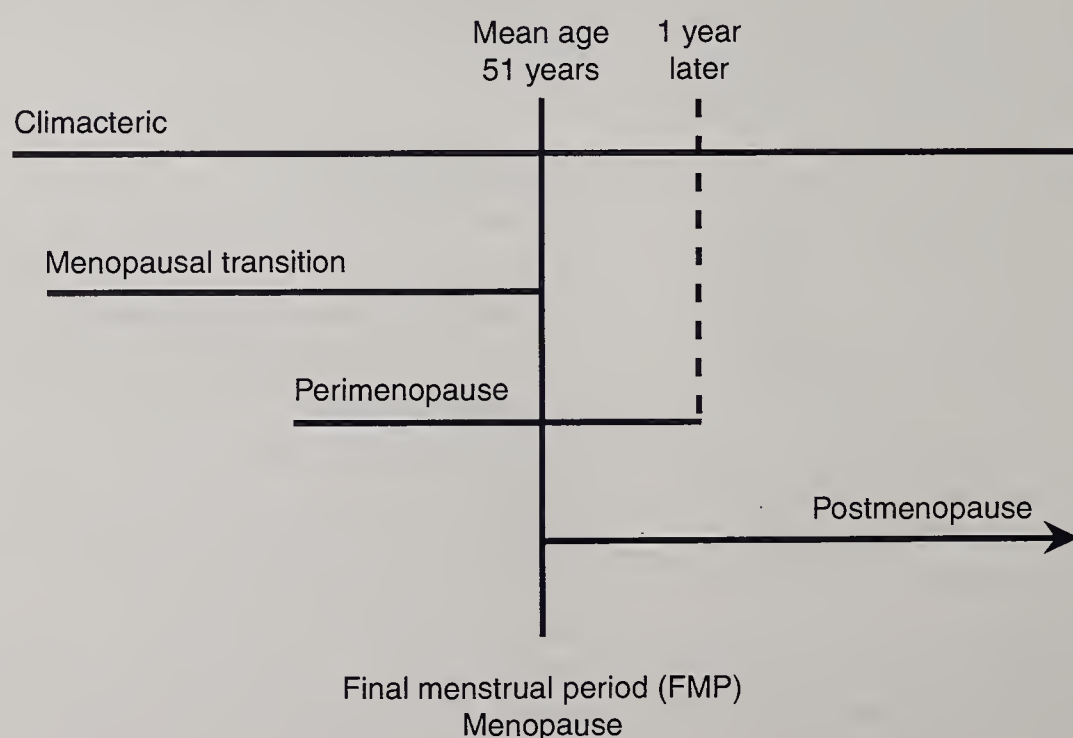 Mean age
51 years
1 year
later
Climacteric
Menopausal transition
Perimenopause
Postmenopause
Final menstrual period (FMP)
Menopause